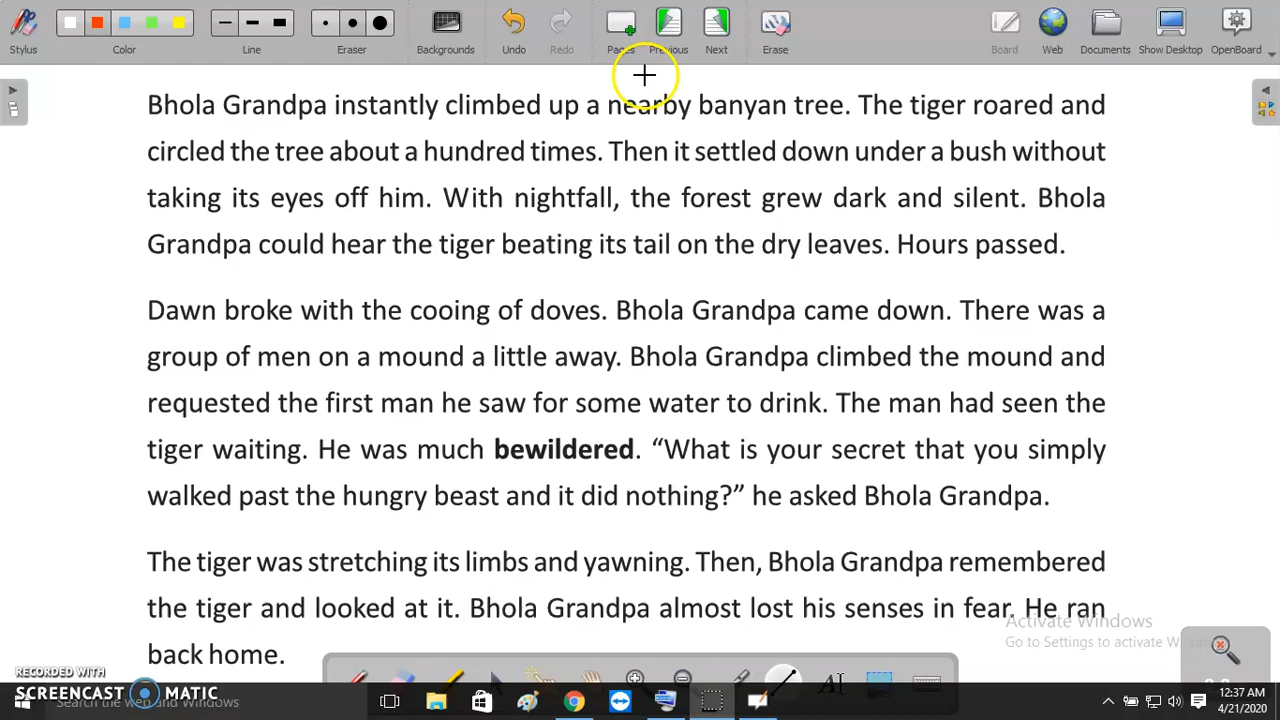 Stylus Color Line Eraser Backgrounds Undo Redo Pages Previous Next Erase Board Web Documents Show Desktop OpenBoard
Bhola Grandpa instantly climbed up a nearby banyan tree. The tiger roared and
circled the tree about a hundred times. Then it settled down under a bush without
taking its eyes off him. With nightfall, the forest grew dark and silent. Bhola
Grandpa could hear the tiger beating its tail on the dry leaves. Hours passed.
Dawn broke with the cooing of doves. Bhola Grandpa came down. There was a
group of men on a mound a little away. Bhola Grandpa climbed the mound and
requested the first man he saw for some water to drink. The man had seen the
tiger waiting. He was much bewildered. “What is your secret that you simply
walked past the hungry beast and it did nothing?” he asked Bhola Grandpa.
The tiger was stretching its limbs and yawning. Then, Bhola Grandpa remembered
the tiger and looked at it. Bhola Grandpa almost lost his senses in fear. He ran
back home.
Activate Windows
Go to Settings to activate
RECORDED WITH
SCREENCAST MATIC
Search the web and Windows
12:37 AM
4/21/2020